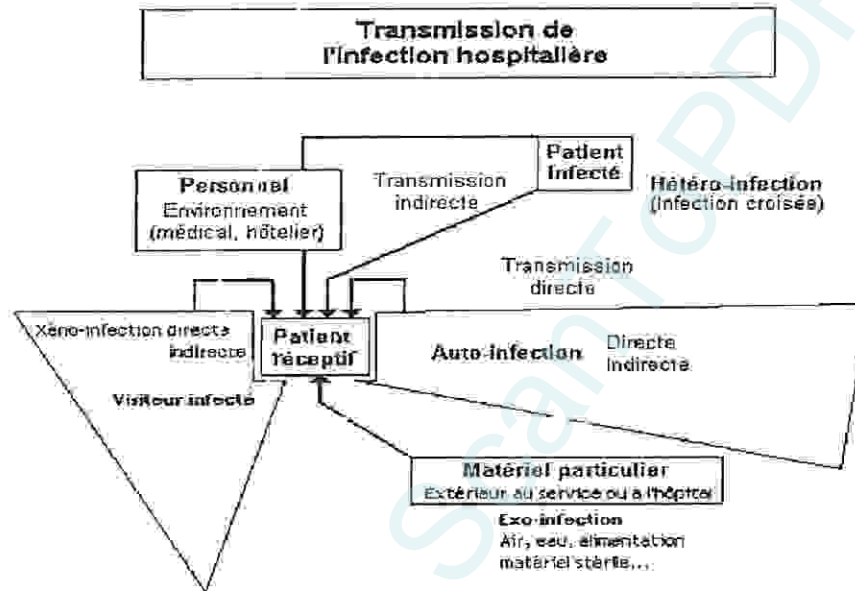 Transmission de
l'infection hospitalière
Patient
Infecté
Personnel
Environnement
(médical, hôtelier)
Transmission
indirecte
Hétéro-infection
(Infection croisée)
Transmission
directe
Xéno-infection directe
indirecte
Patient
réceptif
Auto-infection
Directe
Indirecte
Visiteur infecté
Matériel particulier
Extérieur au service ou à l'hôpital
Exo-infection
Air, eau, alimentation
matériel stérile...
ScanToPDF